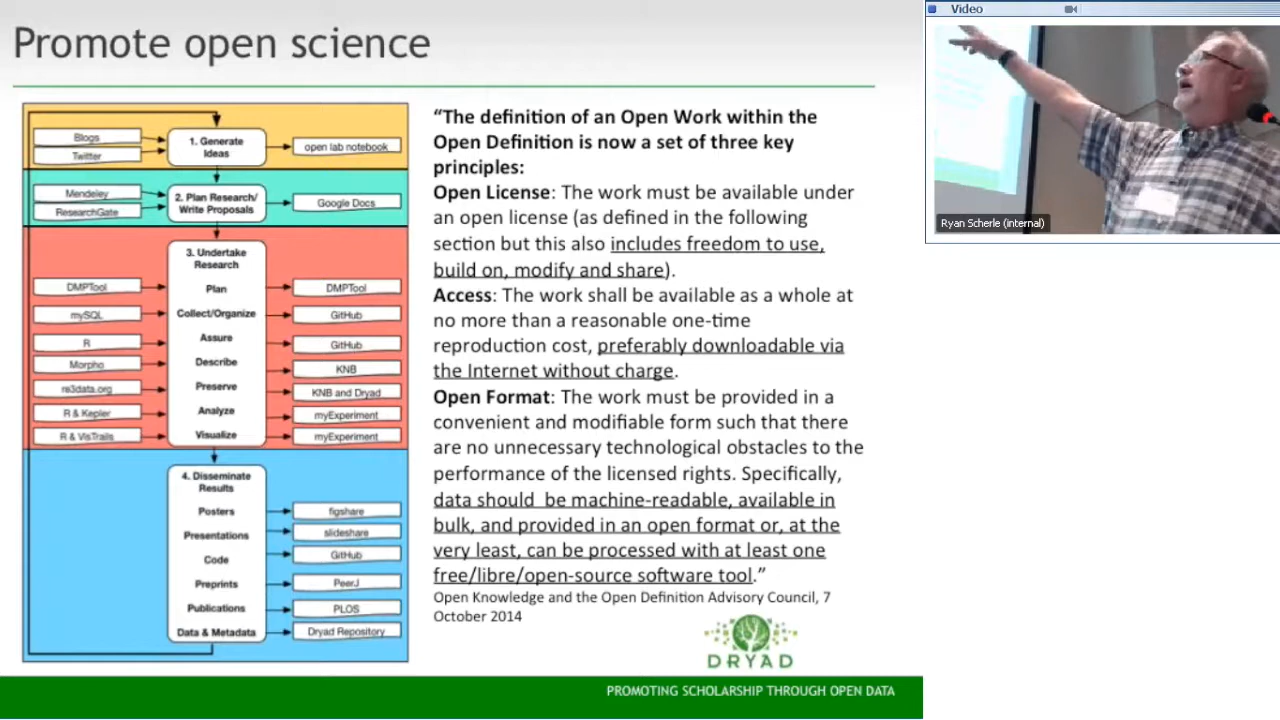 Promote open science
Blogs
Twitter
1. Generate
Ideas
open lab notebook
Mendeley
ResearchGate
2. Plan Research/
Write Proposals
Google Docs
3. Undertake
Research
DMPTool
Plan
DMPTool
mySQL
Collect/Organize
GitHub
R
Assure
GitHub
Morpho
Describe
KNB
re3data.org
Preserve
KNB and Dryad
R & Kepler
Analyze
myExperiment
R & VisTrails
Visualize
myExperiment
4. Disseminate
Results
Posters
figshare
Presentations
slideshare
Code
GitHub
Preprints
PeerJ
Publications
PLOS
Data & Metadata
Dryad Repository
“The definition of an Open Work within the
Open Definition is now a set of three key
principles:
Open License: The work must be available under
an open license (as defined in the following
section but this also includes freedom to use,
build on, modify and share).
Access: The work shall be available as a whole at
no more than a reasonable one-time
reproduction cost, preferably downloadable via
the Internet without charge.
Open Format: The work must be provided in a
convenient and modifiable form such that there
are no unnecessary technological obstacles to the
performance of the licensed rights. Specifically,
data should be machine-readable, available in
bulk, and provided in an open format or, at the
very least, can be processed with at least one
free/libre/open-source software tool.”
Open Knowledge and the Open Definition Advisory Council, 7
October 2014
DRYAD
PROMOTING SCHOLARSHIP THROUGH OPEN DATA
Video
Ryan Scherle (internal)